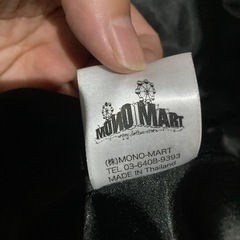 MONO MART
(株)MONO-MART
TEL 03-6408-9393
MADE IN Thailand